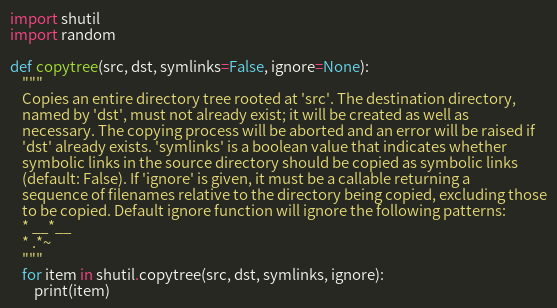 import shutil
import random
def copytree(src, dst, symlinks=False, ignore=None):
"""
Copies an entire directory tree rooted at 'src'. The destination directory,
named by 'dst', must not already exist; it will be created as well as
necessary. The copying process will be aborted and an error will be raised if
'dst' already exists. 'symlinks' is a boolean value that indicates whether
symbolic links in the source directory should be copied as symbolic links
(default: False). If 'ignore' is given, it must be a callable returning a
sequence of filenames relative to the directory being copied, excluding those
to be copied. Default ignore function will ignore the following patterns:
* __*__
* .*~
"""
for item in shutil.copytree(src, dst, symlinks, ignore):
print(item)